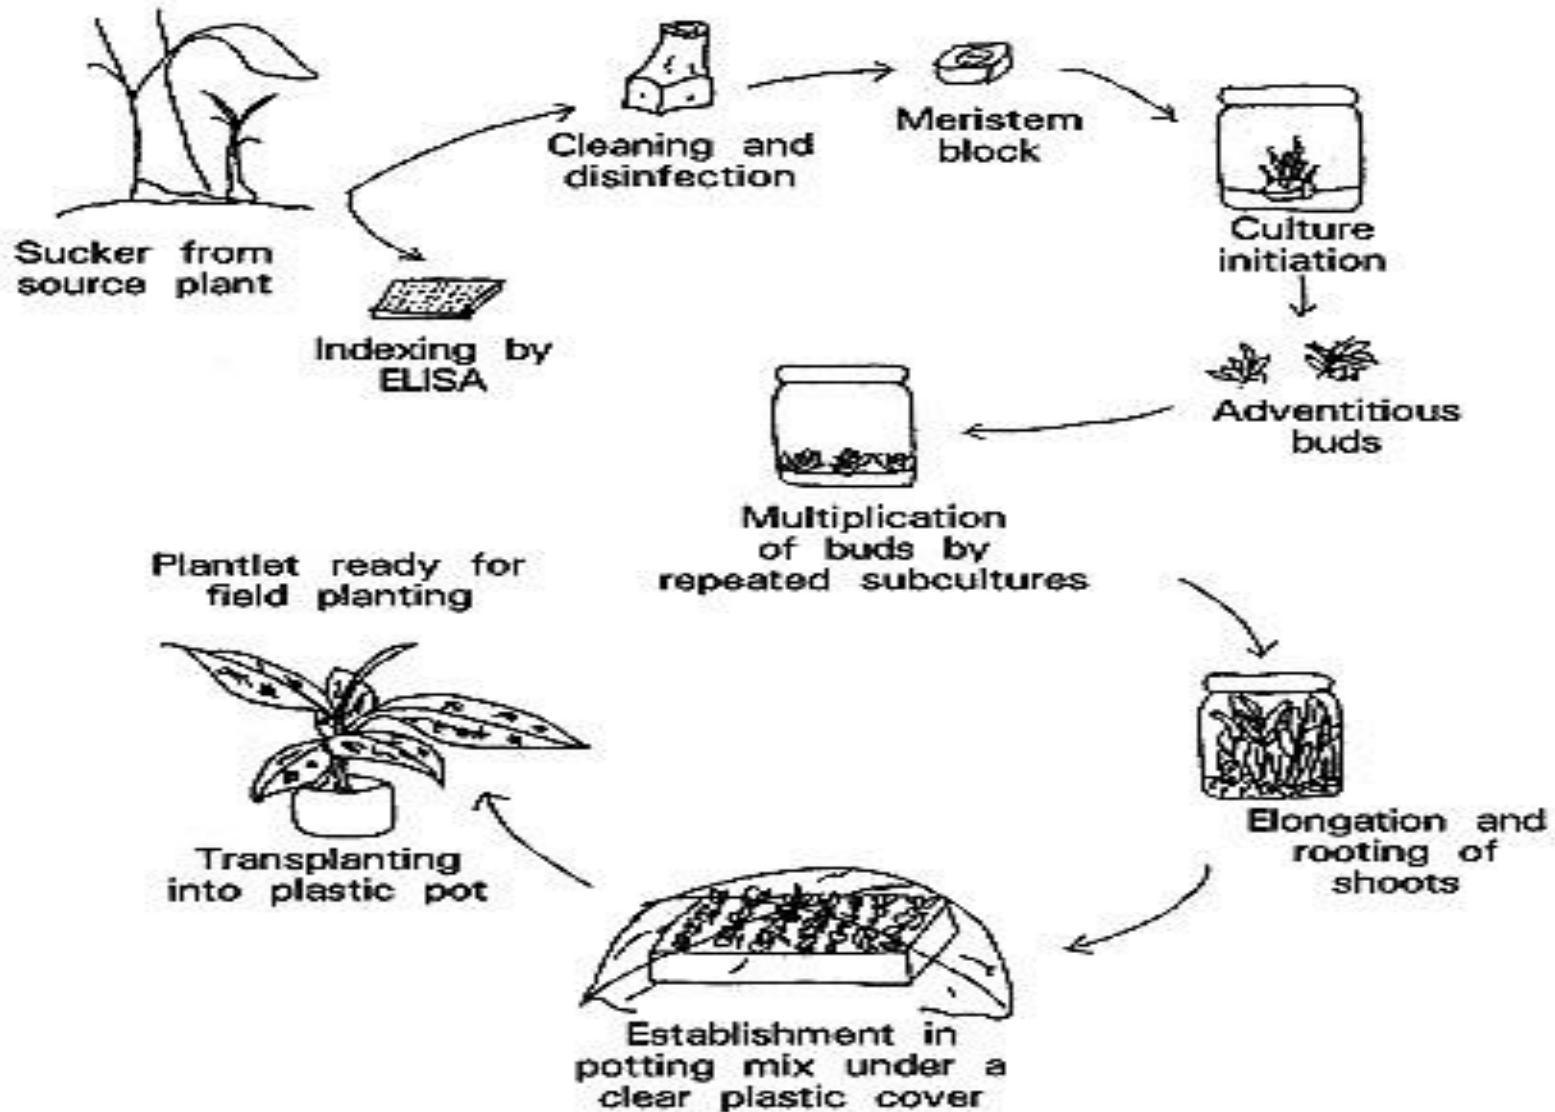 Sucker from
source plant
Indexing by
ELISA
Cleaning and
disinfection
Meristem
block
Culture
initiation
Adventitious
buds
Multiplication
of buds by
repeated subcultures
Elongation and
rooting of
shoots
Establishment in
potting mix under a
clear plastic cover
Plantlet ready for
field planting
Transplanting
into plastic pot